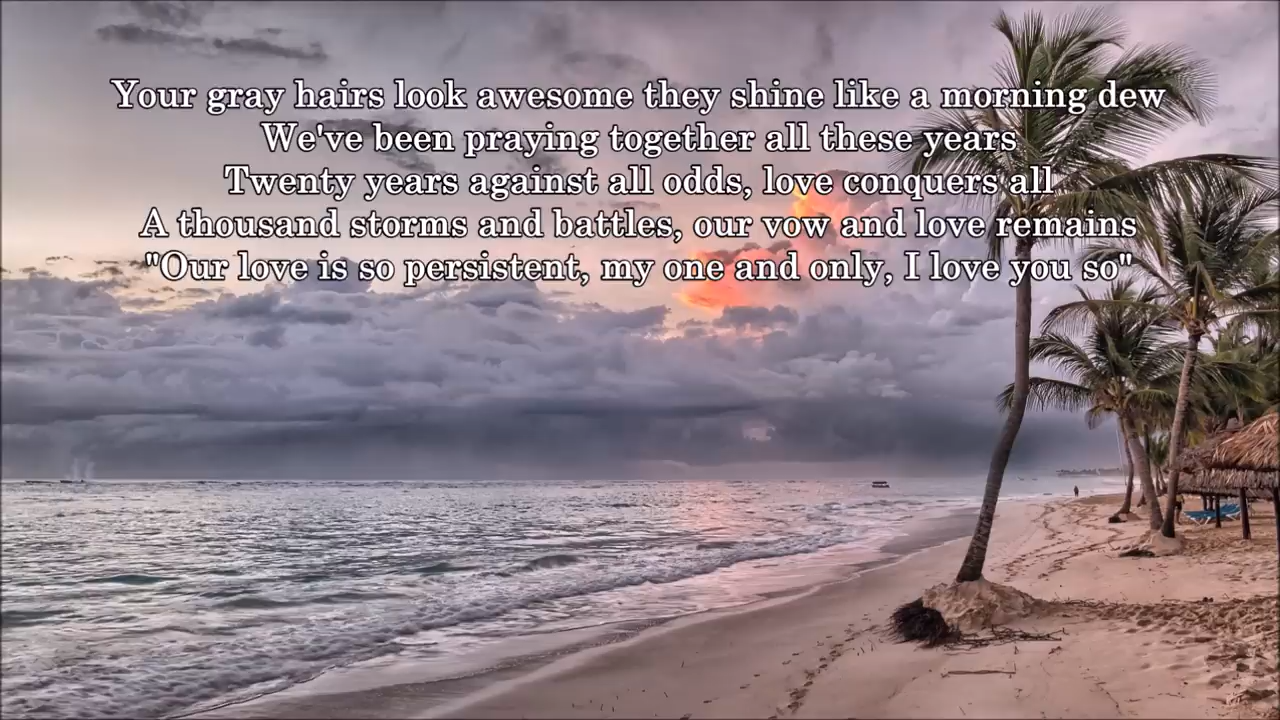 Your gray hairs look awesome they shine like a morning dew
We've been praying together all these years
Twenty years against all odds, love conquers all
A thousand storms and battles, our vow and love remains
"Our love is so persistent, my one and only, I love you so"